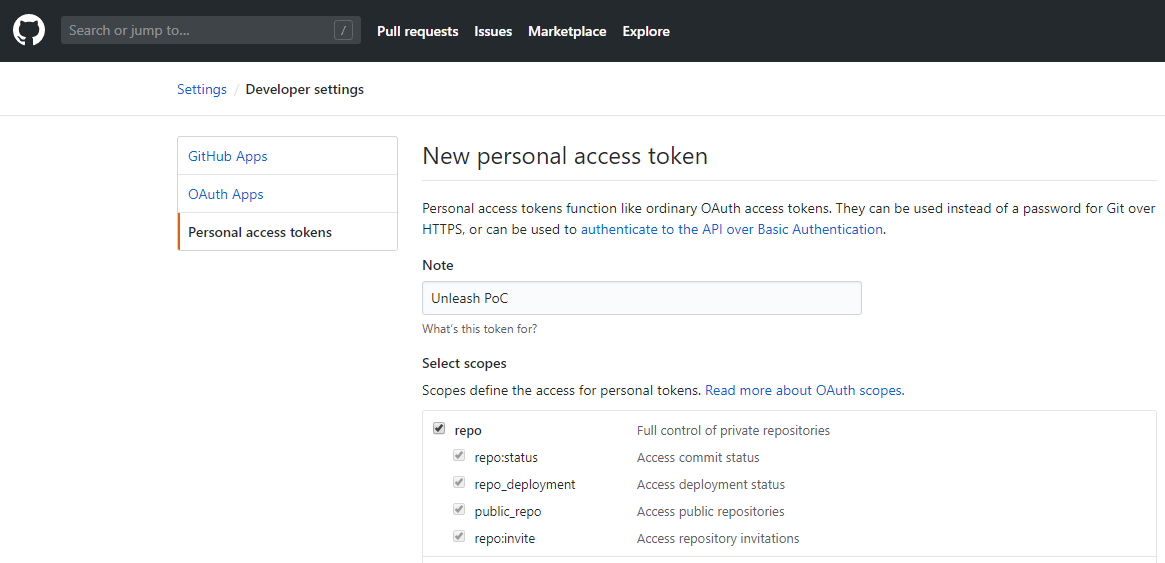 Search or jump to... /
Pull requests Issues Marketplace Explore
Settings / Developer settings
GitHub Apps
OAuth Apps
Personal access tokens
New personal access token
Personal access tokens function like ordinary OAuth access tokens. They can be used instead of a password for Git over
HTTPS, or can be used to authenticate to the API over Basic Authentication.
Note
Unleash PoC
What's this token for?
Select scopes
Scopes define the access for personal tokens. Read more about OAuth scopes.
repo Full control of private repositories
repo:status Access commit status
repo_deployment Access deployment status
public_repo Access public repositories
repo:invite Access repository invitations